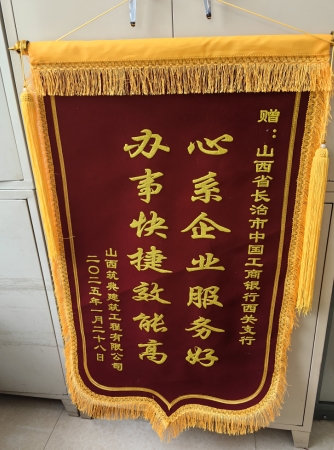 赠：山西省长治市中国工商银行西关支行
心系企业服务好
办事快捷效能高
山西筑典建筑工程有限公司
二〇二五年一月二十八日